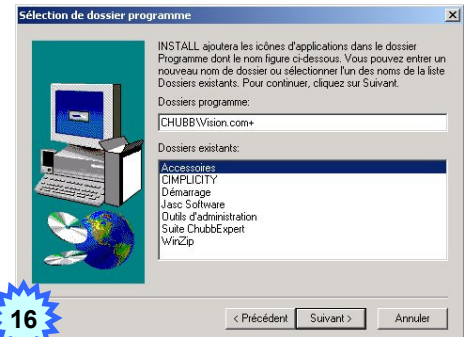 Sélection de dossier programme
INSTALL ajoutera les icônes d'applications dans le dossier
Programme dont le nom figure ci-dessous. Vous pouvez entrer un
nouveau nom de dossier ou sélectionner l'un des noms de la liste
Dossiers existants. Pour continuer, cliquez sur Suivant.
Dossiers programme:
CHUBB\Vision.com+
Dossiers existants:
Accessoires
CIMPLICITY
Démarrage
Jasc Software
Outils d'administration
Suite ChubbExpert
WinZip
16
< Précédent
Suivant >
Annuler